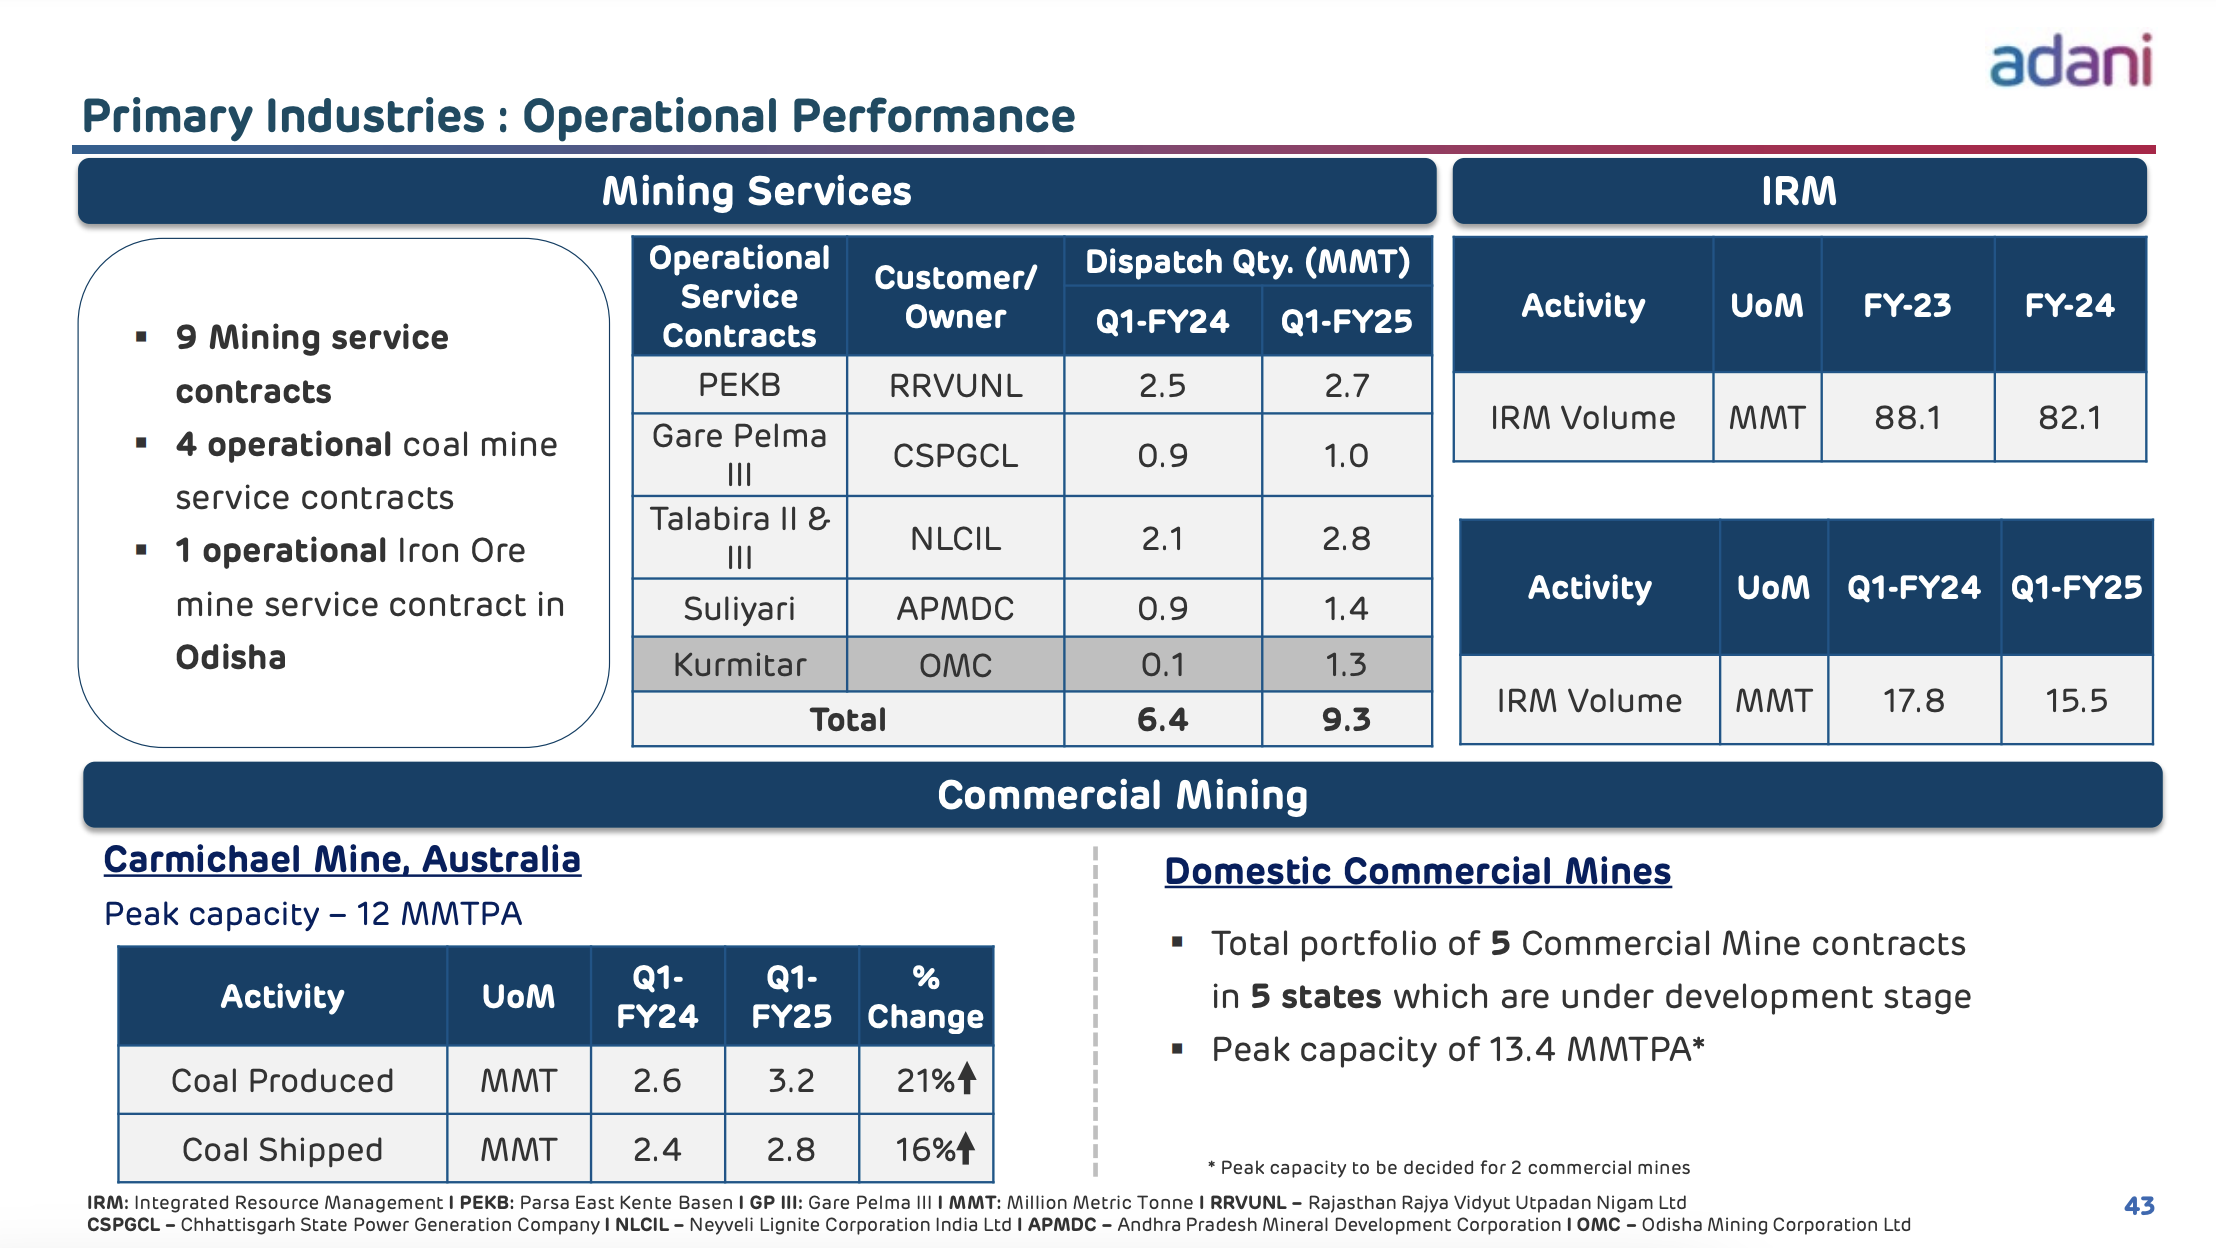 adani
Primary Industries : Operational Performance
Mining Services
▪ 9 Mining service
contracts
▪ 4 operational coal mine
service contracts
▪ 1 operational Iron Ore
mine service contract in
Odisha
Operational Service Contracts | Customer/ Owner | Dispatch Qty. (MMT)
Q1-FY24 | Q1-FY25
PEKB | RRVUNL | 2.5 | 2.7
Gare Pelma III | CSPGCL | 0.9 | 1.0
Talabira II & III | NLCIL | 2.1 | 2.8
Suliyari | APMDC | 0.9 | 1.4
Kurmitar | OMC | 0.1 | 1.3
Total | 6.4 | 9.3
IRM
Activity | UoM | FY-23 | FY-24
IRM Volume | MMT | 88.1 | 82.1
Activity | UoM | Q1-FY24 | Q1-FY25
IRM Volume | MMT | 17.8 | 15.5
Commercial Mining
Carmichael Mine, Australia
Peak capacity – 12 MMTPA
Activity | UoM | Q1-FY24 | Q1-FY25 | % Change
Coal Produced | MMT | 2.6 | 3.2 | 21%⬆
Coal Shipped | MMT | 2.4 | 2.8 | 16%⬆
Domestic Commercial Mines
▪ Total portfolio of 5 Commercial Mine contracts
in 5 states which are under development stage
▪ Peak capacity of 13.4 MMTPA*
* Peak capacity to be decided for 2 commercial mines
IRM: Integrated Resource Management I PEKB: Parsa East Kente Basen I GP III: Gare Pelma III I MMT: Million Metric Tonne I RRVUNL – Rajasthan Rajya Vidyut Utpadan Nigam Ltd
CSPGCL – Chhattisgarh State Power Generation Company I NLCIL – Neyveli Lignite Corporation India Ltd I APMDC – Andhra Pradesh Mineral Development Corporation I OMC – Odisha Mining Corporation Ltd
43